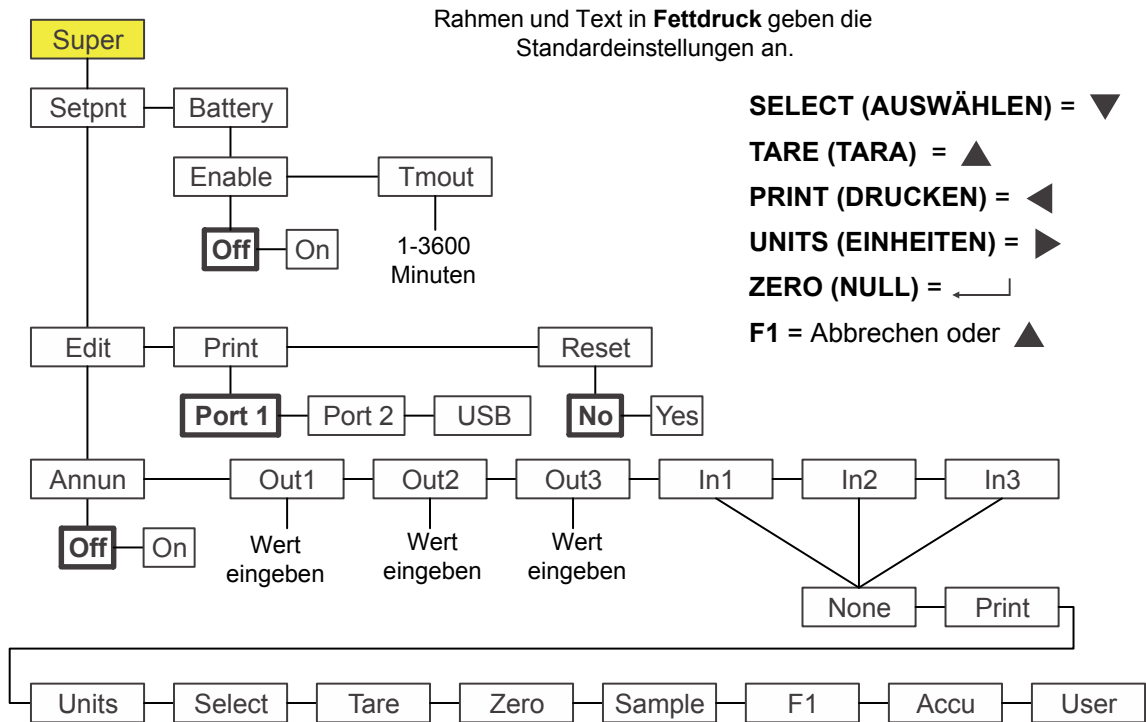 Rahmen und Text in Fettdruck geben die
Standardeinstellungen an.
Super
Setpnt Battery
SELECT (AUSWÄHLEN) = ▼
TARE (TARA) = ▲
Enable Tmout
PRINT (DRUCKEN) = ◀
Off On 1-3600
Minuten
UNITS (EINHEITEN) = ▶
ZERO (NULL) =
F1 = Abbrechen oder ▲
Edit Print Reset
Port 1 Port 2 USB No Yes
Annun Out1 Out2 Out3 In1 In2 In3
Off On
Wert
eingeben
Wert
eingeben
Wert
eingeben
None Print
Units Select Tare Zero Sample F1 Accu User